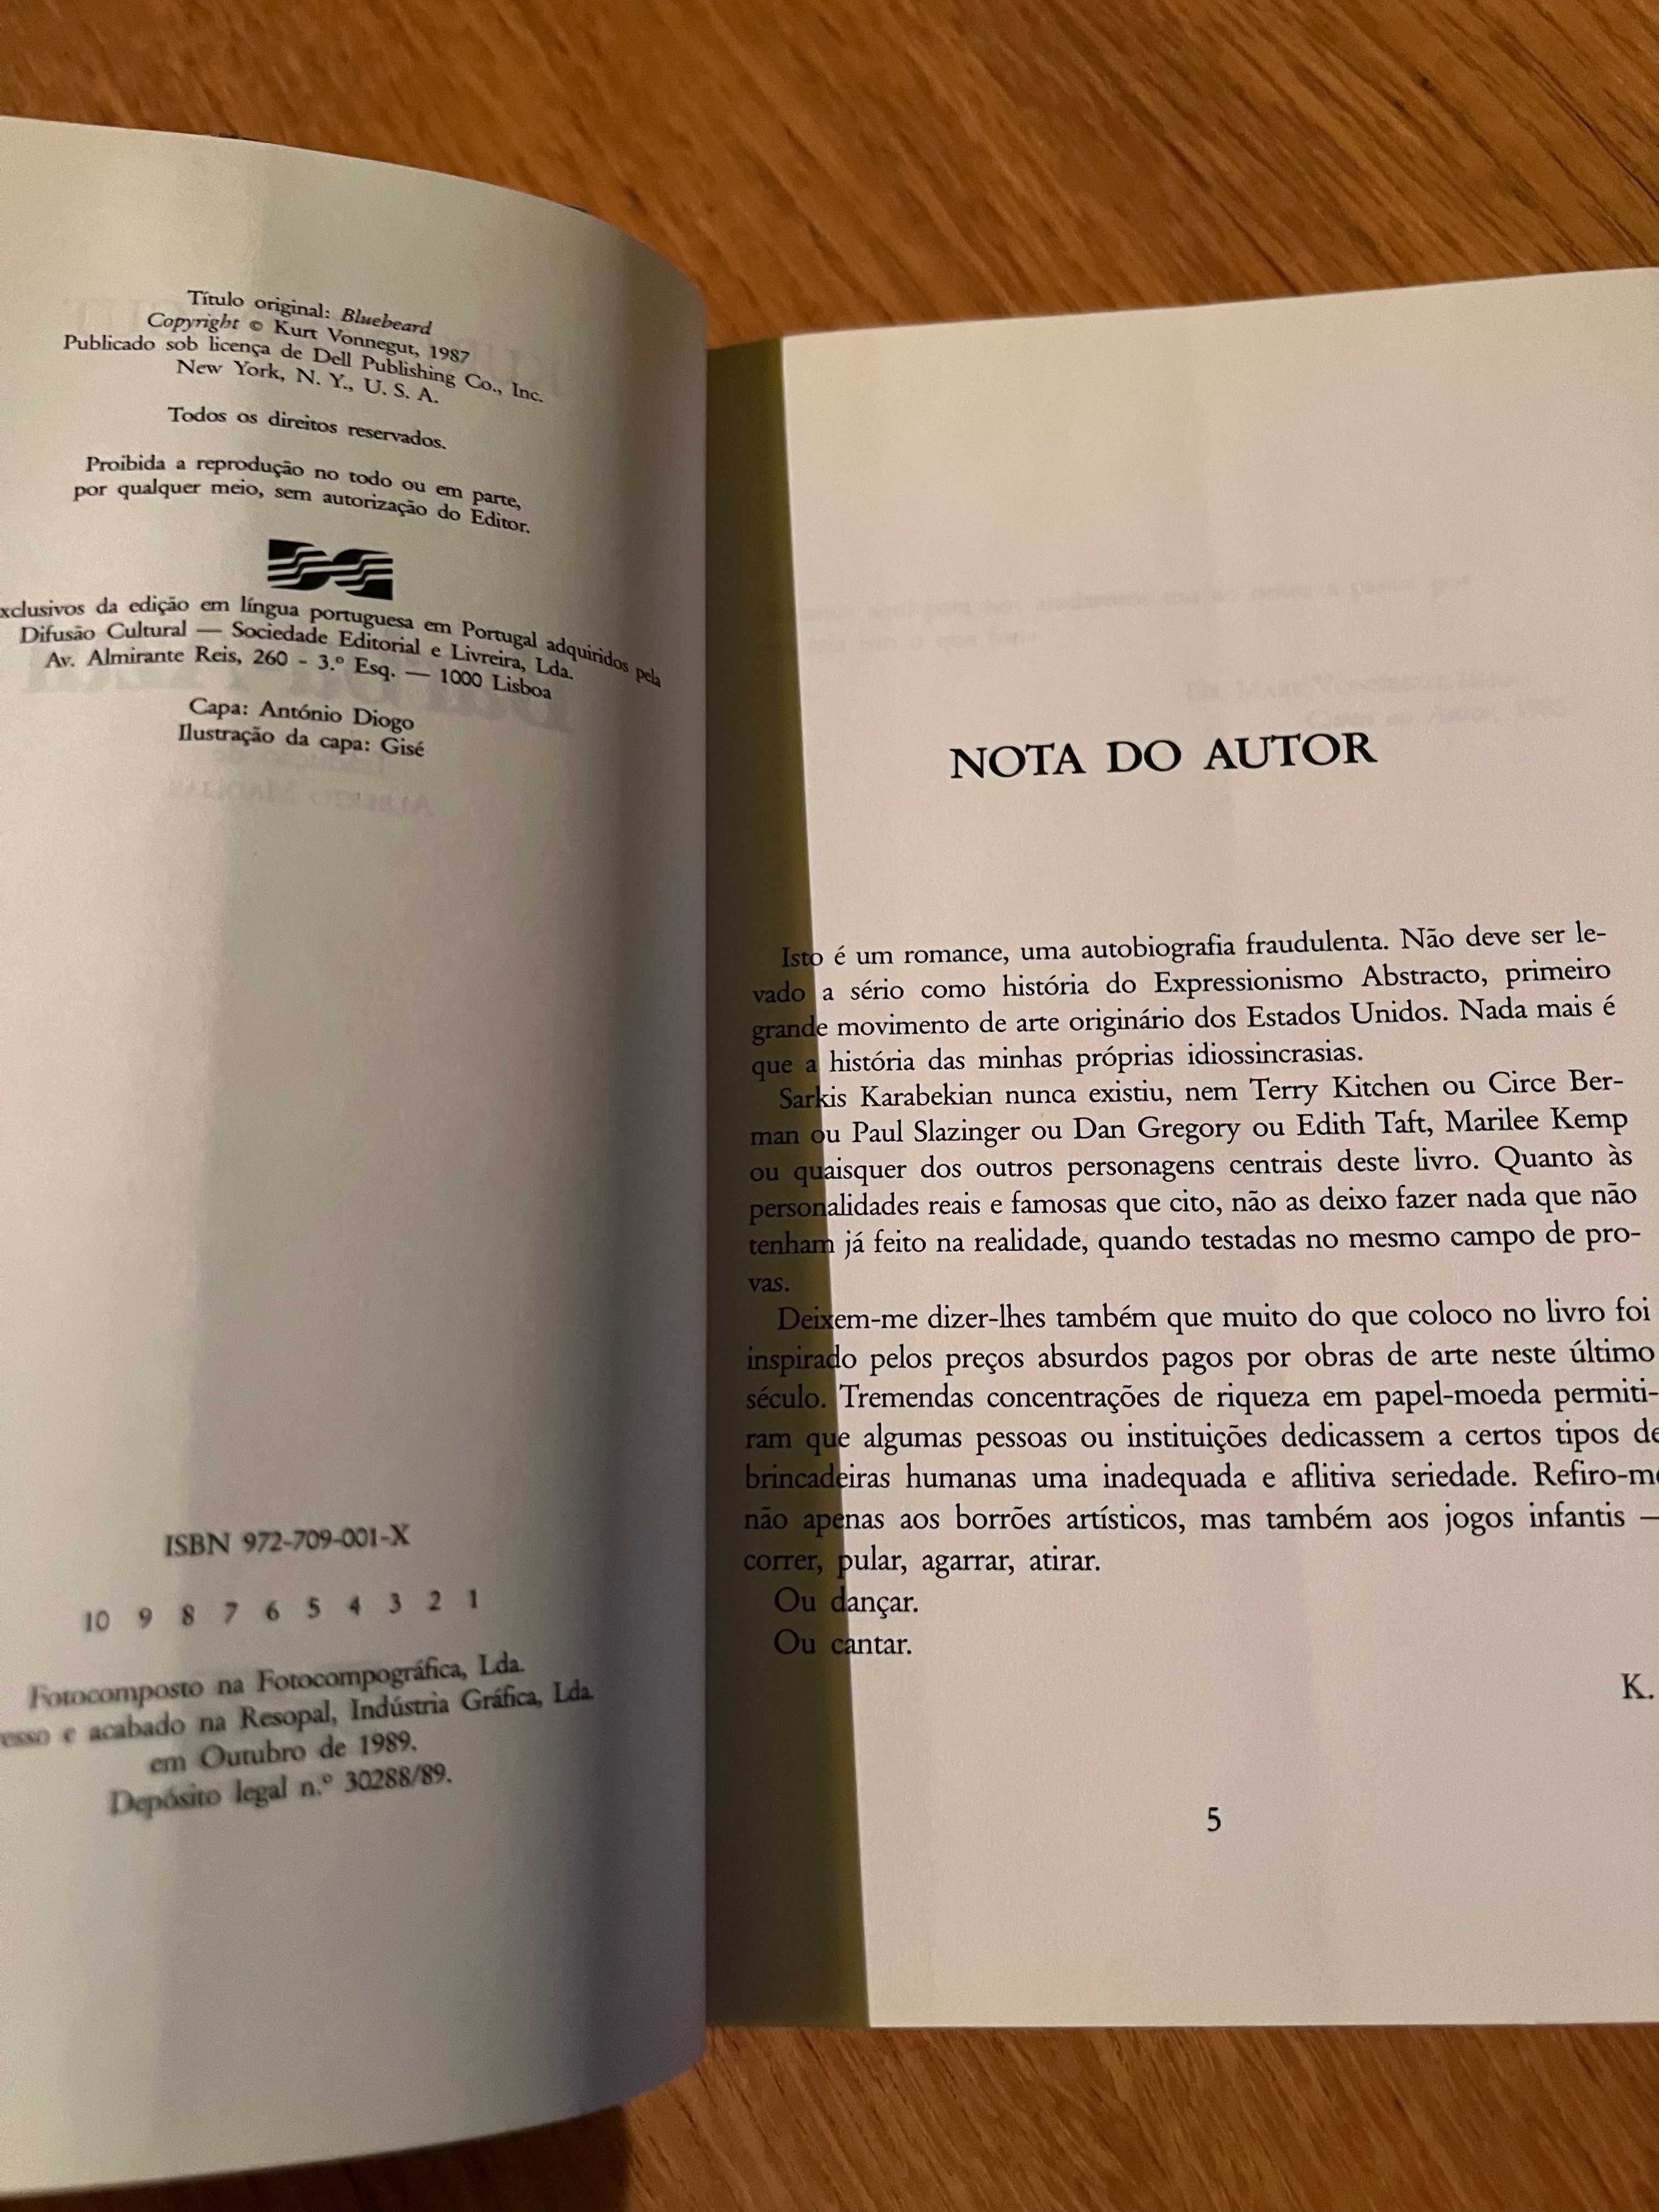 Título original: Bluebeard
Copyright © Kurt Vonnegut, 1987
Publicado sob licença de Dell Publishing Co., Inc.
New York, N. Y., U. S. A.
Todos os direitos reservados.
Proibida a reprodução no todo ou em parte,
por qualquer meio, sem autorização do Editor.
xclusivos da edição em língua portuguesa em Portugal adquiridos pela
Difusão Cultural — Sociedade Editorial e Livreira, Lda.
Av. Almirante Reis, 260 - 3.º Esq. — 1000 Lisboa
Capa: António Diogo
Ilustração da capa: Gisé
ISBN 972-709-001-X
10 9 8 7 6 5 4 3 2 1
Fotocomposto na Fotocompográfica, Lda.
esso e acabado na Resopal, Indústria Gráfica, Lda.
em Outubro de 1989.
Depósito legal n.º 30288/89.
NOTA DO AUTOR
Isto é um romance, uma autobiografia fraudulenta. Não deve ser le-
vado a sério como história do Expressionismo Abstracto, primeiro
grande movimento de arte originário dos Estados Unidos. Nada mais é
que a história das minhas próprias idiossincrasias.
Sarkis Karabekian nunca existiu, nem Terry Kitchen ou Circe Ber-
man ou Paul Slazinger ou Dan Gregory ou Edith Taft, Marilee Kemp
ou quaisquer dos outros personagens centrais deste livro. Quanto às
personalidades reais e famosas que cito, não as deixo fazer nada que não
tenham já feito na realidade, quando testadas no mesmo campo de pro-
vas.
Deixem-me dizer-lhes também que muito do que coloco no livro foi
inspirado pelos preços absurdos pagos por obras de arte neste último
século. Tremendas concentrações de riqueza em papel-moeda permiti-
ram que algumas pessoas ou instituições dedicassem a certos tipos de
brincadeiras humanas uma inadequada e aflitiva seriedade. Refiro-me
não apenas aos borrões artísticos, mas também aos jogos infantis —
correr, pular, agarrar, atirar.
Ou dançar.
Ou cantar.
K.
5